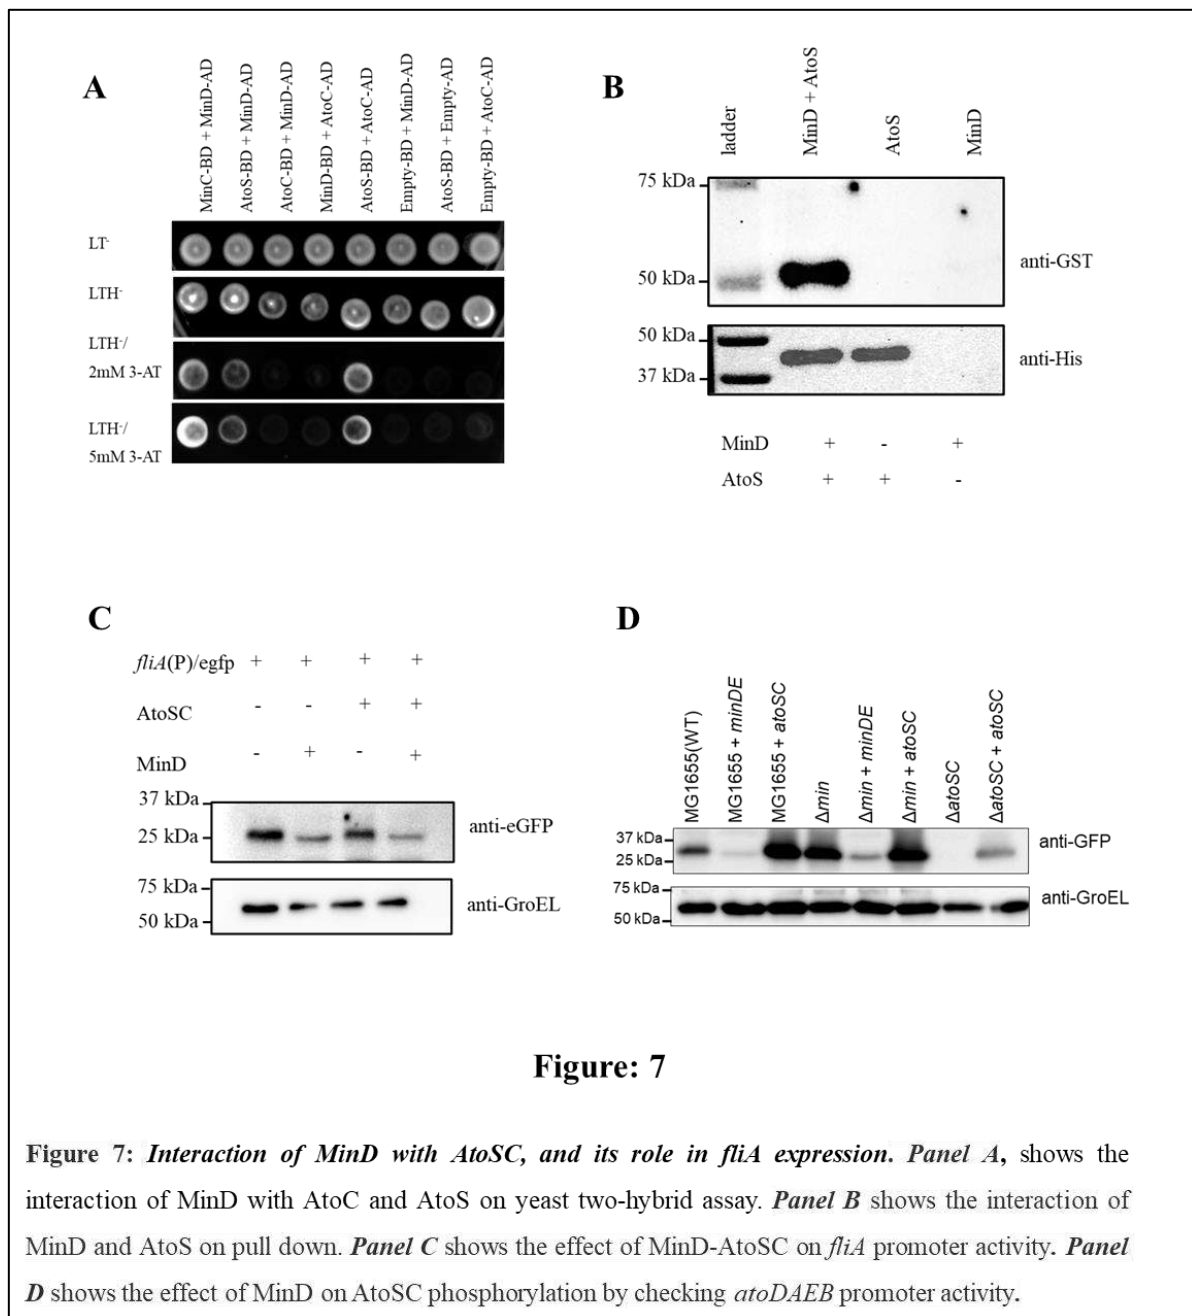 A
MinC-BD + MinD-AD
AtoS-BD + MinD-AD
AtoC-BD + MinD-AD
MinD-BD + AtoC-AD
AtoS-BD + AtoC-AD
Empty-BD + MinD-AD
AtoS-BD + Empty-AD
Empty-BD + AtoC-AD
LT⁻
LTH⁻
LTH⁻/
2mM 3-AT
LTH⁻/
5mM 3-AT
B
ladder
MinD + AtoS
AtoS
MinD
75 kDa
50 kDa
anti-GST
50 kDa
37 kDa
anti-His
MinD + - +
AtoS + + -
C
fliA(P)/egfp + + + +
AtoSC - - + +
MinD - + - +
37 kDa
25 kDa
anti-eGFP
75 kDa
50 kDa
anti-GroEL
D
MG1655(WT)
MG1655 + minDE
MG1655 + atoSC
Δmin
Δmin + minDE
Δmin + atoSC
ΔatoSC
ΔatoSC + atoSC
37 kDa
25 kDa
anti-GFP
75 kDa
50 kDa
anti-GroEL
Figure: 7
Figure 7: Interaction of MinD with AtoSC, and its role in fliA expression. Panel A, shows the
interaction of MinD with AtoC and AtoS on yeast two-hybrid assay. Panel B shows the interaction of
MinD and AtoS on pull down. Panel C shows the effect of MinD-AtoSC on fliA promoter activity. Panel
D shows the effect of MinD on AtoSC phosphorylation by checking atoDAEB promoter activity.